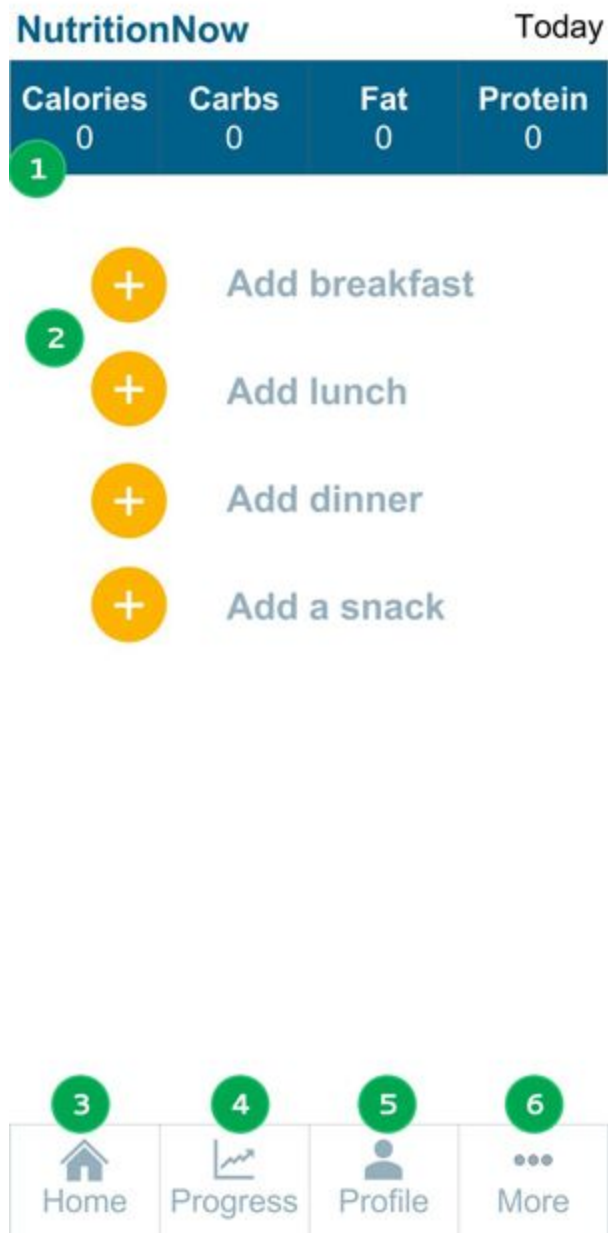 NutritionNow Today
Calories Carbs Fat Protein
0 0 0 0
1
+ Add breakfast
2
+ Add lunch
+ Add dinner
+ Add a snack
3 4 5 6
Home Progress Profile More